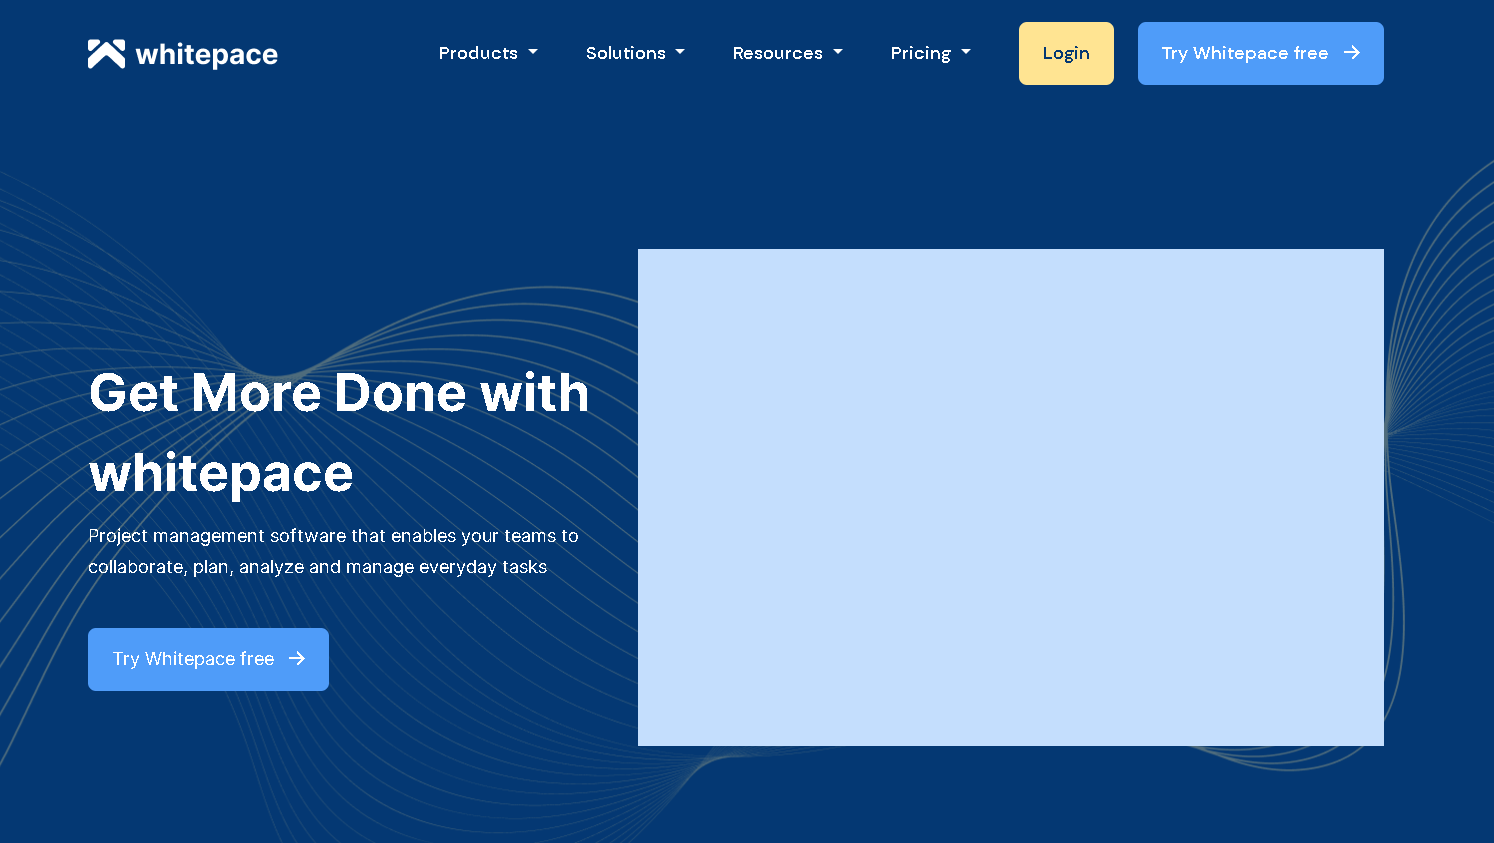 whitepace
Products
Solutions
Resources
Pricing
Login
Try Whitepace free
Get More Done with
whitepace
Project management software that enables your teams to
collaborate, plan, analyze and manage everyday tasks
Try Whitepace free